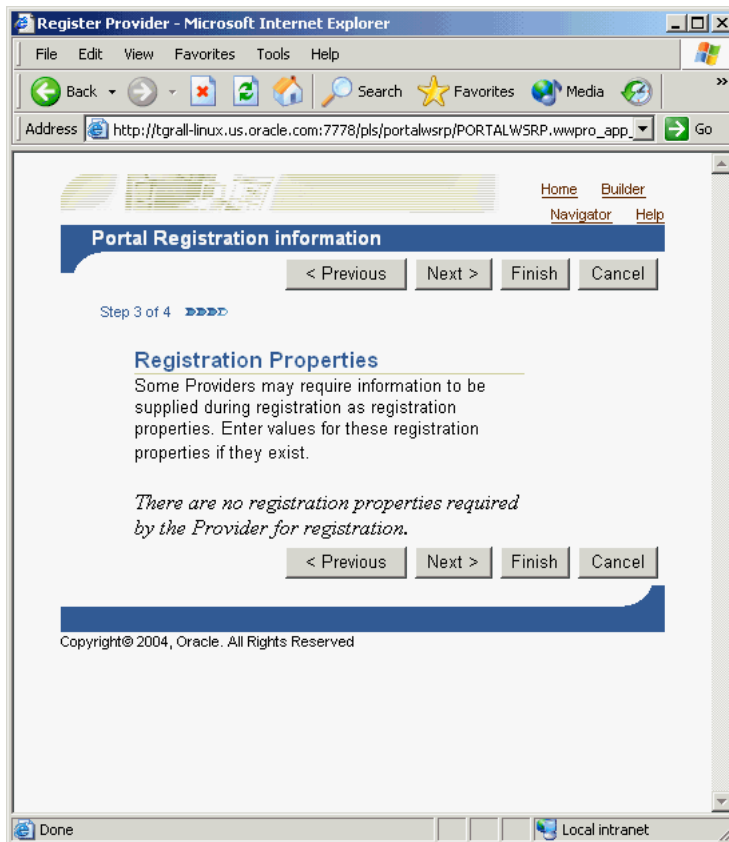 Register Provider - Microsoft Internet Explorer
File Edit View Favorites Tools Help
Back Search Favorites Media »
Address http://tgrall-linux.us.oracle.com:7778/pls/portalwsrp/PORTALWSRP.wwpro_app_ Go
Home Builder
Navigator Help
Portal Registration information
< Previous Next > Finish Cancel
Step 3 of 4
Registration Properties
Some Providers may require information to be
supplied during registration as registration
properties. Enter values for these registration
properties if they exist.
There are no registration properties required
by the Provider for registration.
< Previous Next > Finish Cancel
Copyright© 2004, Oracle. All Rights Reserved
Done Local intranet